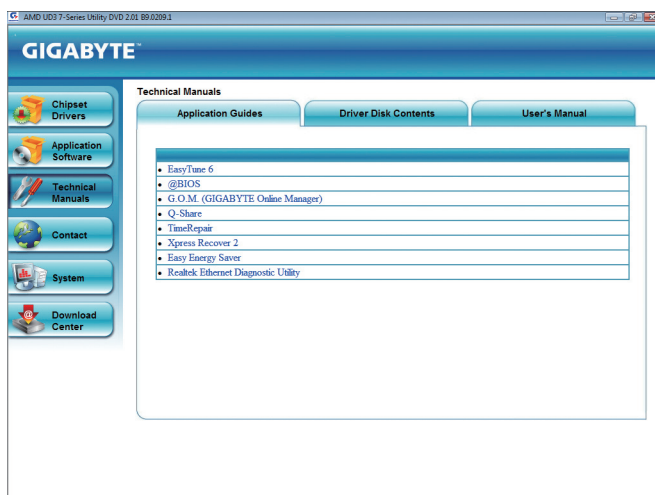 AMD UD3 7-Series Utility DVD 2.01 B9.0209.1
GIGABYTE™
Chipset
Drivers
Application
Software
Technical
Manuals
Contact
System
Download
Center
Technical Manuals
Application Guides
Driver Disk Contents
User's Manual
• EasyTune 6
• @BIOS
• G.O.M. (GIGABYTE Online Manager)
• Q-Share
• TimeRepair
• Xpress Recover 2
• Easy Energy Saver
• Realtek Ethernet Diagnostic Utility